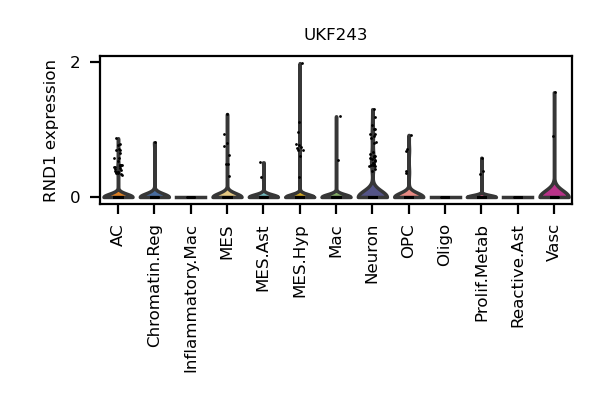 UKF243
RND1 expression
2
0
AC
Chromatin.Reg
Inflammatory.Mac
MES
MES.Ast
MES.Hyp
Mac
Neuron
OPC
Oligo
Prolif.Metab
Reactive.Ast
Vasc